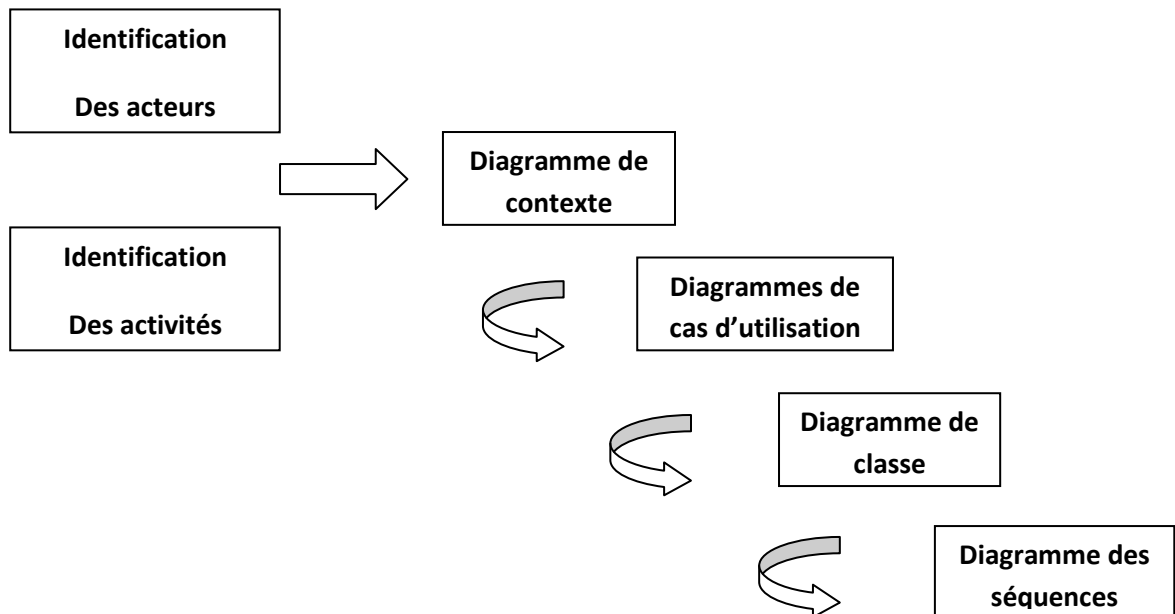 Identification
Des acteurs
Diagramme de
contexte
Identification
Des activités
Diagrammes de
cas d’utilisation
Diagramme de
classe
Diagramme des
séquences